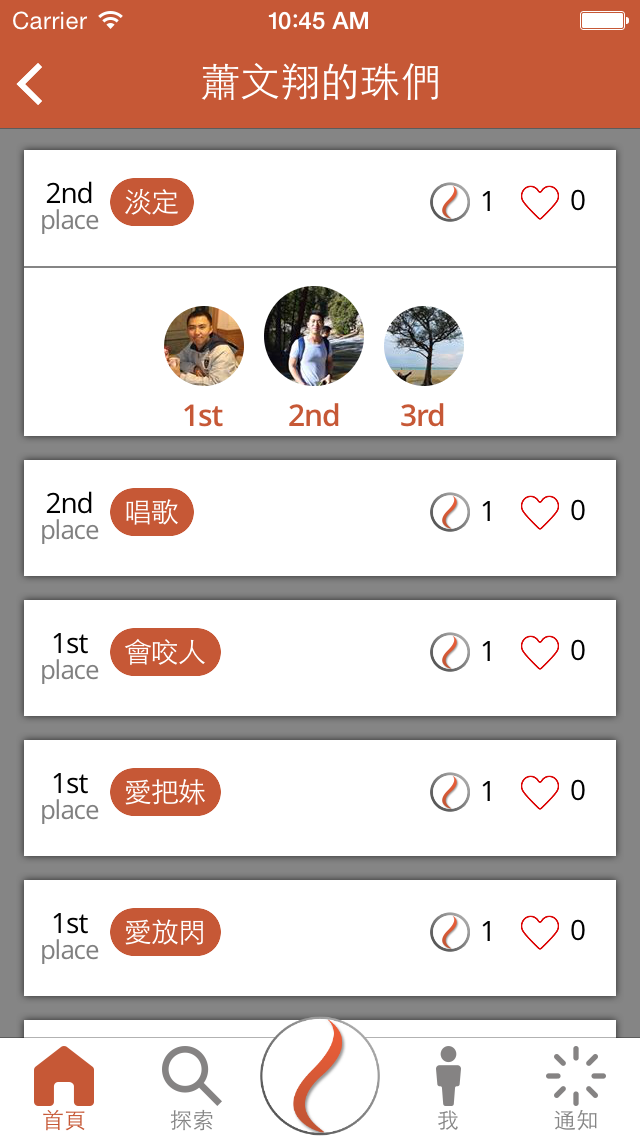 Carrier 10:45 AM
蕭文翔的珠們
2nd place 淡定 1 0
1st 2nd 3rd
2nd place 唱歌 1 0
1st place 會咬人 1 0
1st place 愛把妹 1 0
1st place 愛放閃 1 0
首頁 探索 我 通知